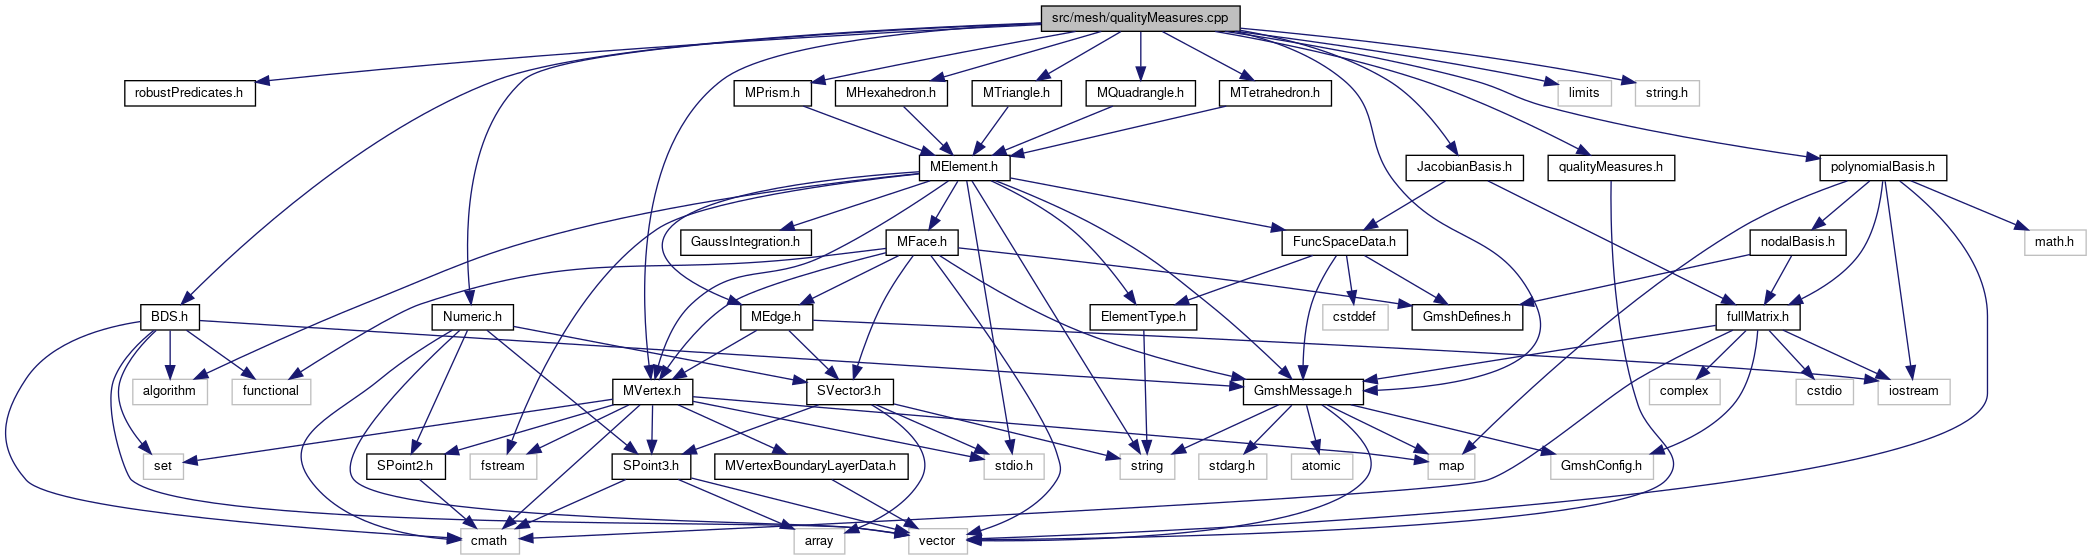 src/mesh/qualityMeasures.cpp
robustPredicates.h
MPrism.h
MHexahedron.h
MTriangle.h
MQuadrangle.h
MTetrahedron.h
limits
string.h
MElement.h
JacobianBasis.h
qualityMeasures.h
polynomialBasis.h
GaussIntegration.h
MFace.h
FuncSpaceData.h
nodalBasis.h
math.h
BDS.h
Numeric.h
MEdge.h
ElementType.h
cstddef
GmshDefines.h
fullMatrix.h
algorithm
functional
MVertex.h
SVector3.h
GmshMessage.h
complex
cstdio
iostream
set
SPoint2.h
fstream
SPoint3.h
MVertexBoundaryLayerData.h
stdio.h
string
stdarg.h
atomic
map
GmshConfig.h
cmath
array
vector